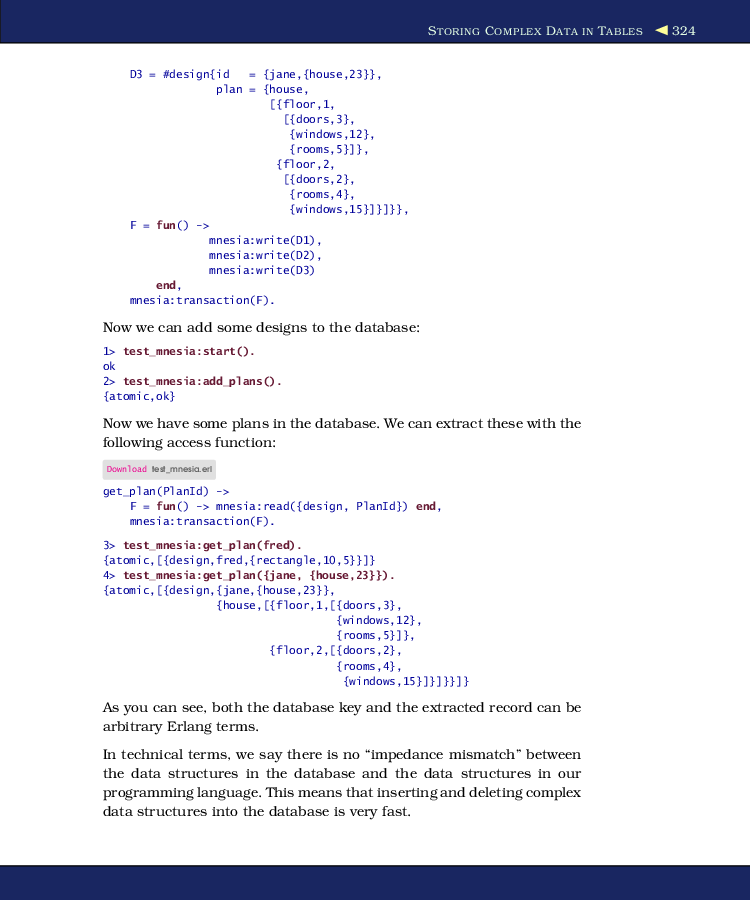 STORING COMPLEX DATA IN TABLES ◀ 324
D3 = #design{id   = {jane,{house,23}},
             plan = {house,
                     [{floor,1,
                       [{doors,3},
                        {windows,12},
                        {rooms,5}]},
                      {floor,2,
                       [{doors,2},
                        {rooms,4},
                        {windows,15}]}]}},
F = fun() ->
            mnesia:write(D1),
            mnesia:write(D2),
            mnesia:write(D3)
    end,
mnesia:transaction(F).
Now we can add some designs to the database:
1> test_mnesia:start().
ok
2> test_mnesia:add_plans().
{atomic,ok}
Now we have some plans in the database. We can extract these with the
following access function:
Download test_mnesia.erl
get_plan(PlanId) ->
    F = fun() -> mnesia:read({design, PlanId}) end,
    mnesia:transaction(F).
3> test_mnesia:get_plan(fred).
{atomic,[{design,fred,{rectangle,10,5}}]}
4> test_mnesia:get_plan({jane, {house,23}}).
{atomic,[{design,{jane,{house,23}},
                 {house,[{floor,1,[{doors,3},
                                   {windows,12},
                                   {rooms,5}]},
                         {floor,2,[{doors,2},
                                   {rooms,4},
                                    {windows,15}]}]}}]}
As you can see, both the database key and the extracted record can be
arbitrary Erlang terms.
In technical terms, we say there is no “impedance mismatch” between
the data structures in the database and the data structures in our
programming language. This means that inserting and deleting complex
data structures into the database is very fast.